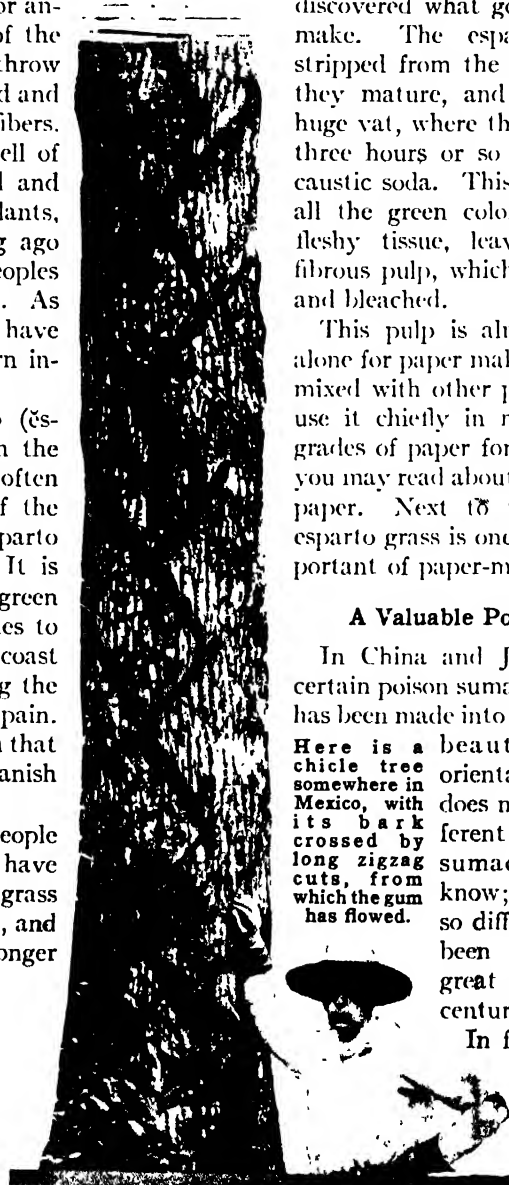 or an-
of the
throw
d and
fibers.
ell of
l and
lants,
g ago
eoples
. As
have
rn in-
(ĕs-
n the
often
f the
parto
It is
green
es to
coast
g the
pain.
n that
anish
eople
have
grass
, and
onger
discovered what go
make. The espa
stripped from the
they mature, and
huge vat, where th
three hours or so
caustic soda. This
all the green colo
fleshy tissue, leav
fibrous pulp, which
and bleached.
This pulp is al
alone for paper mak
mixed with other p
use it chiefly in
grades of paper for
you may read about
paper. Next to
esparto grass is one
portant of paper-m
A Valuable Po
In China and J
certain poison suma
has been made into
Here is a
chicle tree
somewhere in
Mexico, with
its bark
crossed by
long zigzag
cuts, from
which the gum
has flowed.
beaut
orienta
does n
ferent
sumac
know;
so diff
been
great
centur
In f